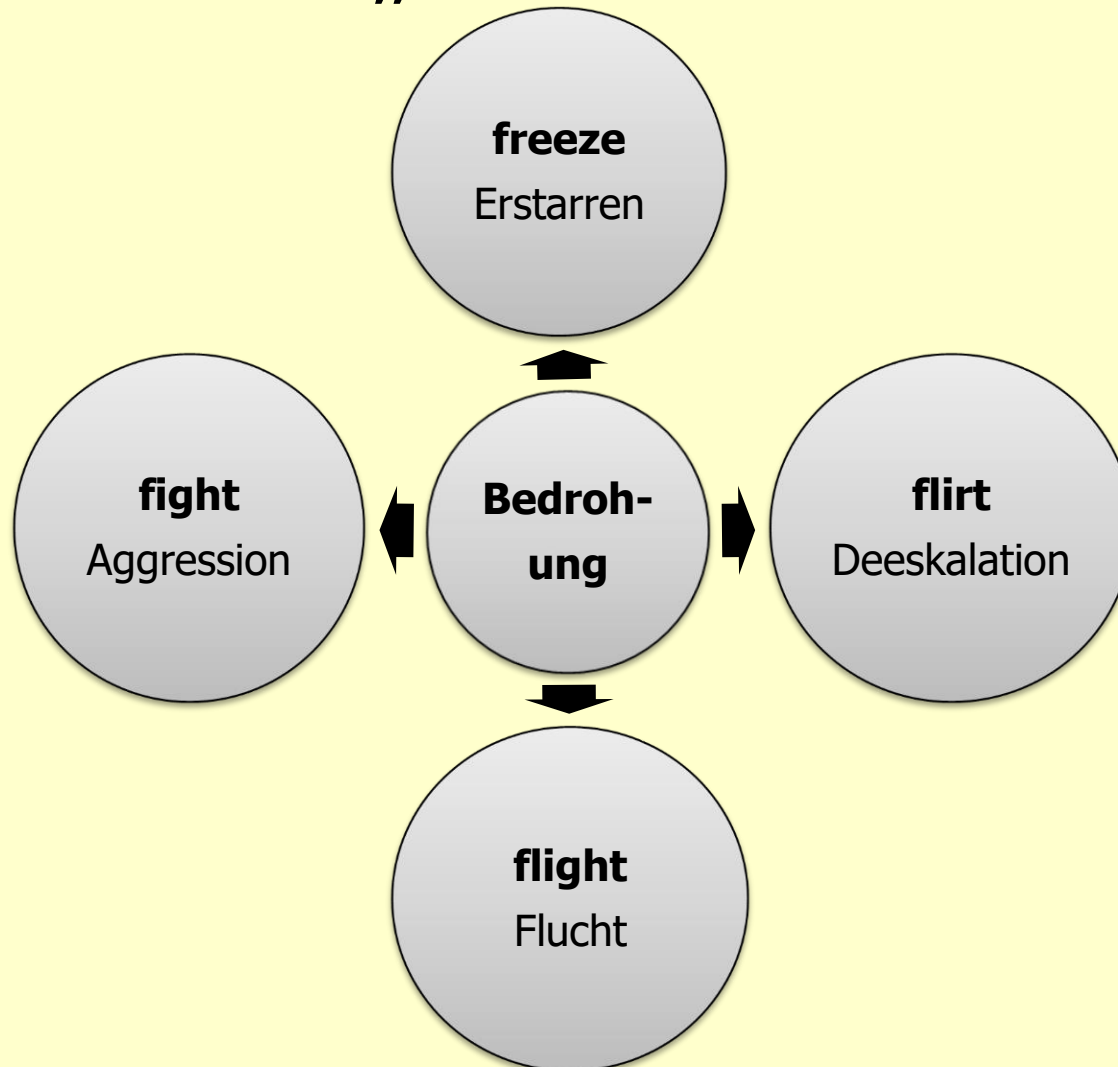 freeze
Erstarren
fight
Aggression
Bedroh-
ung
flirt
Deeskalation
flight
Flucht